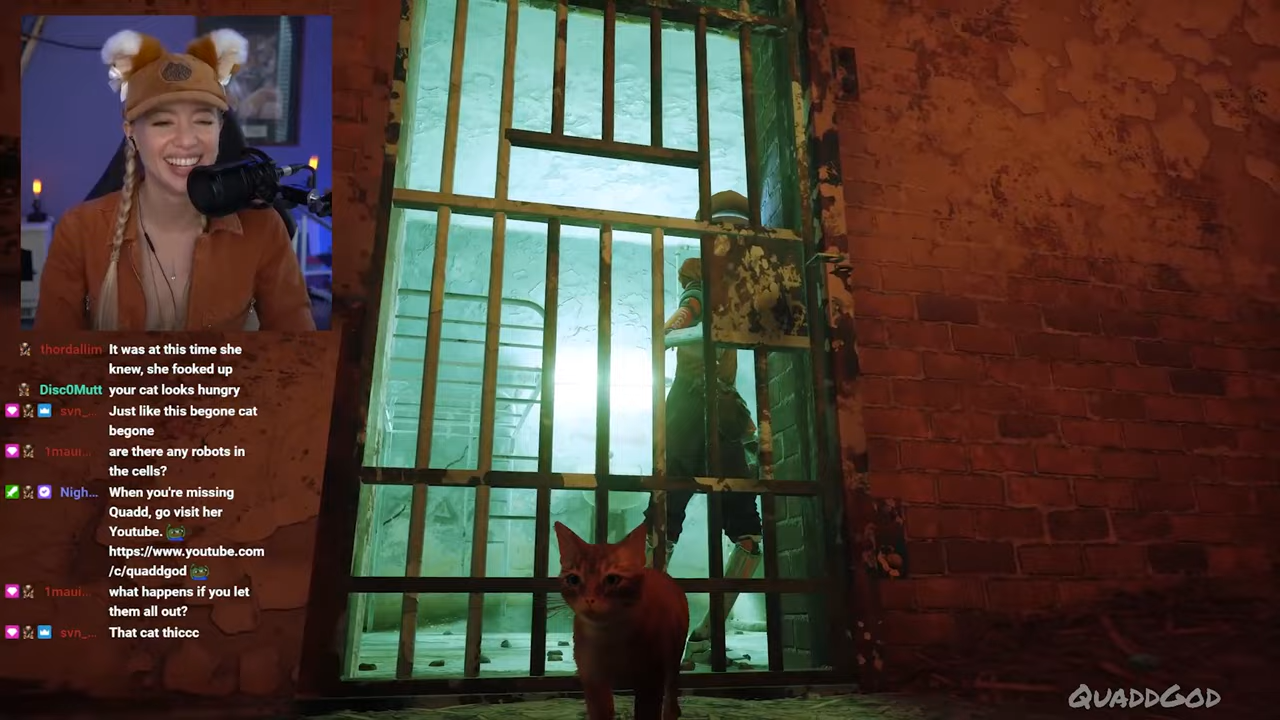 thordallim It was at this time she
knew, she fooked up
Disc0Mutt your cat looks hungry
svn_... Just like this begone cat
begone
1maui... are there any robots in
the cells?
Nigh... When you're missing
Quadd, go visit her
Youtube.
https://www.youtube.com
/c/quaddgod
1maui... what happens if you let
them all out?
svn_... That cat thiccc
QUADDGOD